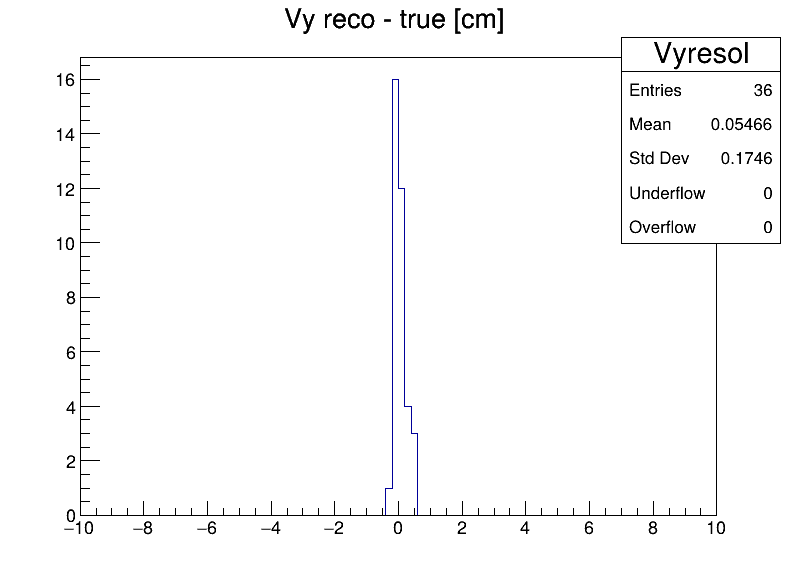 Vy reco - true [cm]
Vyresol
Entries 36
Mean 0.05466
Std Dev 0.1746
Underflow 0
Overflow 0
16
14
12
10
8
6
4
2
0
−10 −8 −6 −4 −2 0 2 4 6 8 10